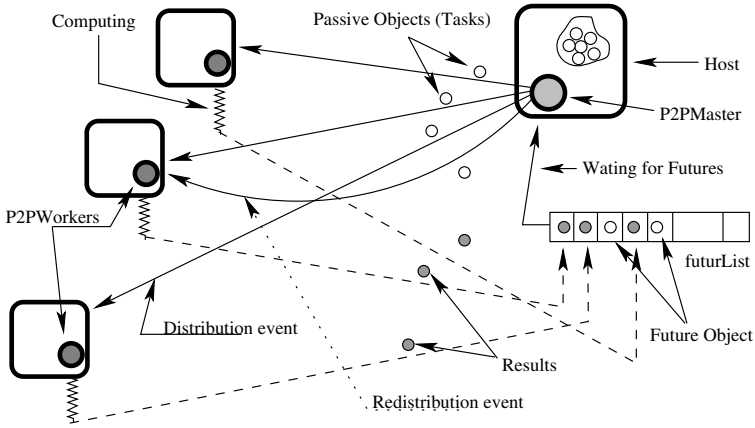 Computing
Passive Objects (Tasks)
Host
P2PMaster
Wating for Futures
P2PWorkers
futurList
Distribution event
Future Object
Results
Redistribution event